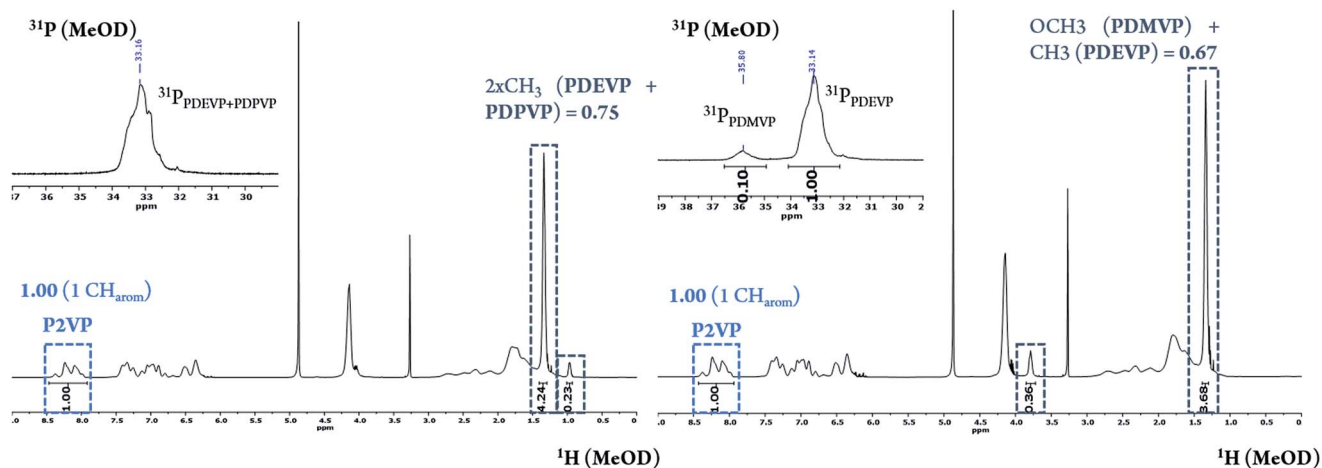 ³¹P (MeOD)
33.16
³¹P PDEVP+PDPVP
37 36 35 34 33 32 31 30
ppm
2xCH₃ (PDEVP +
PDPVP) = 0.75
1.00 (1 CHarom)
P2VP
1.00
4.24
0.23
8.5 8.0 7.5 7.0 6.5 6.0 5.5 5.0 4.5 4.0 3.5 3.0 2.5 2.0 1.5 1.0 0.5 0
ppm
¹H (MeOD)
³¹P (MeOD)
35.80
33.14
³¹P PDMVP
³¹P PDEVP
0.10
1.00
39 38 37 36 35 34 33 32 31 30 2
ppm
OCH3 (PDMVP) +
CH3 (PDEVP) = 0.67
1.00 (1 CHarom)
P2VP
1.00
0.36
3.68
8.5 8.0 7.5 7.0 6.5 6.0 5.5 5.0 4.5 4.0 3.5 3.0 2.5 2.0 1.5 1.0 0.5 0
ppm
¹H (MeOD)